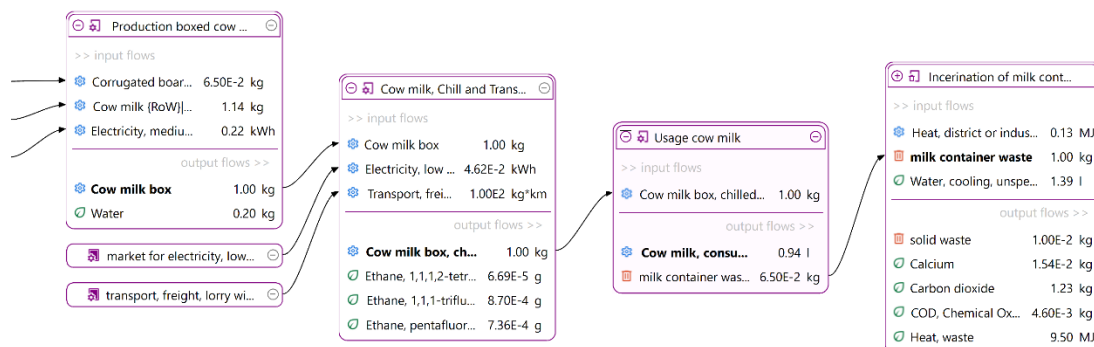 Production boxed cow ...
>> input flows
Corrugated boar... 6.50E-2 kg
Cow milk {RoW}|... 1.14 kg
Electricity, mediu... 0.22 kWh
output flows >>
Cow milk box 1.00 kg
Water 0.20 kg
market for electricity, low...
transport, freight, lorry wi...
Cow milk, Chill and Trans...
>> input flows
Cow milk box 1.00 kg
Electricity, low ... 4.62E-2 kWh
Transport, frei... 1.00E2 kg*km
output flows >>
Cow milk box, ch... 1.00 kg
Ethane, 1,1,1,2-tetr... 6.69E-5 g
Ethane, 1,1,1-triflu... 8.70E-4 g
Ethane, pentafluor... 7.36E-4 g
Usage cow milk
>> input flows
Cow milk box, chilled... 1.00 kg
output flows >>
Cow milk, consu... 0.94 l
milk container was... 6.50E-2 kg
Incrineration of milk cont...
>> input flows
Heat, district or indus... 0.13 MJ
milk container waste 1.00 kg
Water, cooling, unspe... 1.39 l
output flows >>
solid waste 1.00E-2 kg
Calcium 1.54E-2 kg
Carbon dioxide 1.23 kg
COD, Chemical Ox... 4.60E-3 kg
Heat, waste 9.50 MJ